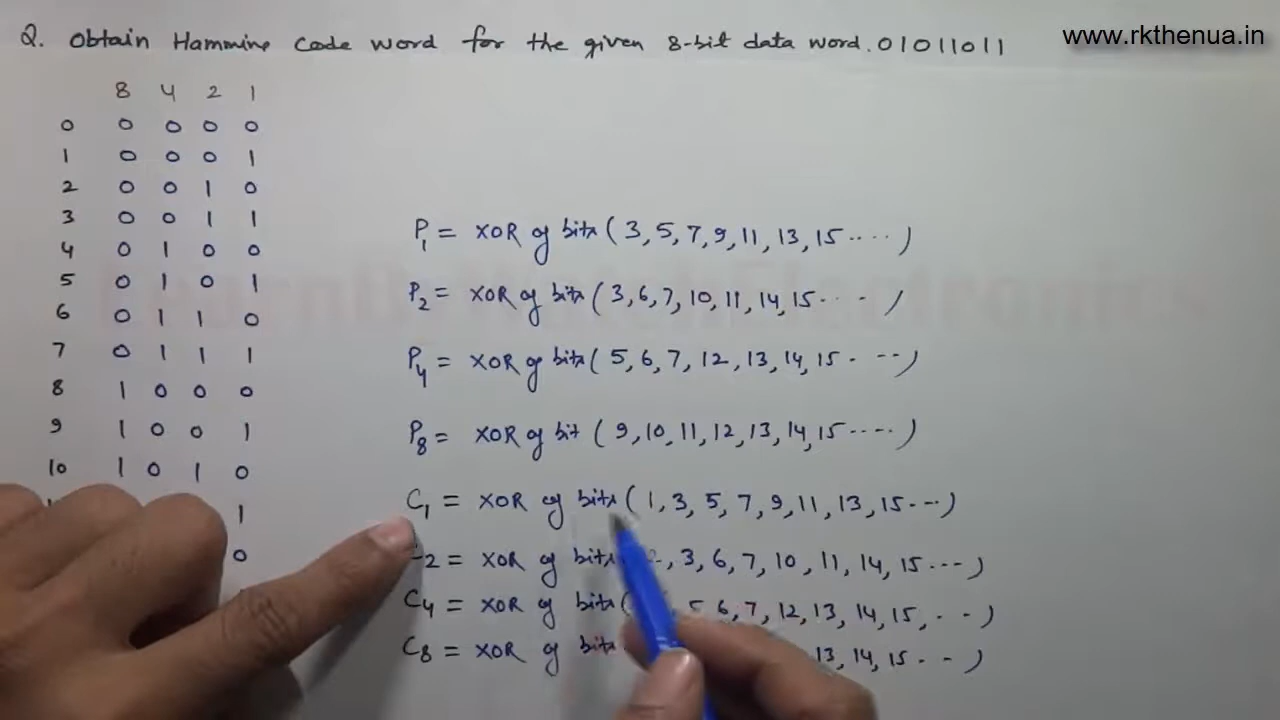 www.rkthenua.in
Q. Obtain Hamming Code word for the given 8-bit data word. 01011011
8 4 2 1
0 0 0 0 0
1 0 0 0 1
2 0 0 1 0
3 0 0 1 1
4 0 1 0 0
5 0 1 0 1
6 0 1 1 0
7 0 1 1 1
8 1 0 0 0
9 1 0 0 1
10 1 0 1 0
1
0
P1 = XOR of bits (3, 5, 7, 9, 11, 13, 15 ....)
P2 = XOR of bits (3, 6, 7, 10, 11, 14, 15 ... )
P4 = XOR of bits (5, 6, 7, 12, 13, 14, 15 . --)
P8 = XOR of bit (9, 10, 11, 12, 13, 14, 15 ----)
C1 = XOR of bits (1, 3, 5, 7, 9, 11, 13, 15 ---)
2 = XOR of bits 2, 3, 6, 7, 10, 11, 14, 15 ---)
C4 = XOR of bits ( 5, 6, 7, 12, 13, 14, 15, . --)
C8 = XOR of bits 13, 14, 15 - --)